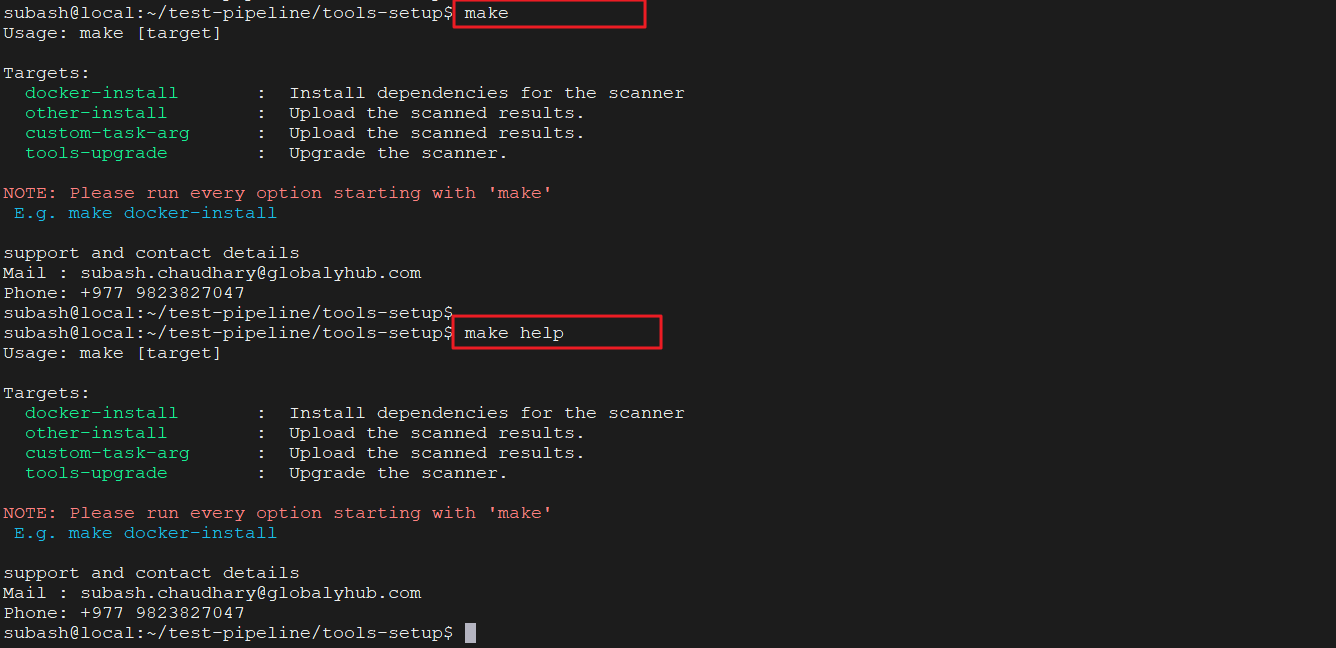 subash@local:~/test-pipeline/tools-setup$ make
Usage: make [target]
Targets:
docker-install : Install dependencies for the scanner
other-install : Upload the scanned results.
custom-task-arg : Upload the scanned results.
tools-upgrade : Upgrade the scanner.
NOTE: Please run every option starting with 'make'
E.g. make docker-install
support and contact details
Mail : subash.chaudhary@globalyhub.com
Phone: +977 9823827047
subash@local:~/test-pipeline/tools-setup$
subash@local:~/test-pipeline/tools-setup$ make help
Usage: make [target]
Targets:
docker-install : Install dependencies for the scanner
other-install : Upload the scanned results.
custom-task-arg : Upload the scanned results.
tools-upgrade : Upgrade the scanner.
NOTE: Please run every option starting with 'make'
E.g. make docker-install
support and contact details
Mail : subash.chaudhary@globalyhub.com
Phone: +977 9823827047
subash@local:~/test-pipeline/tools-setup$